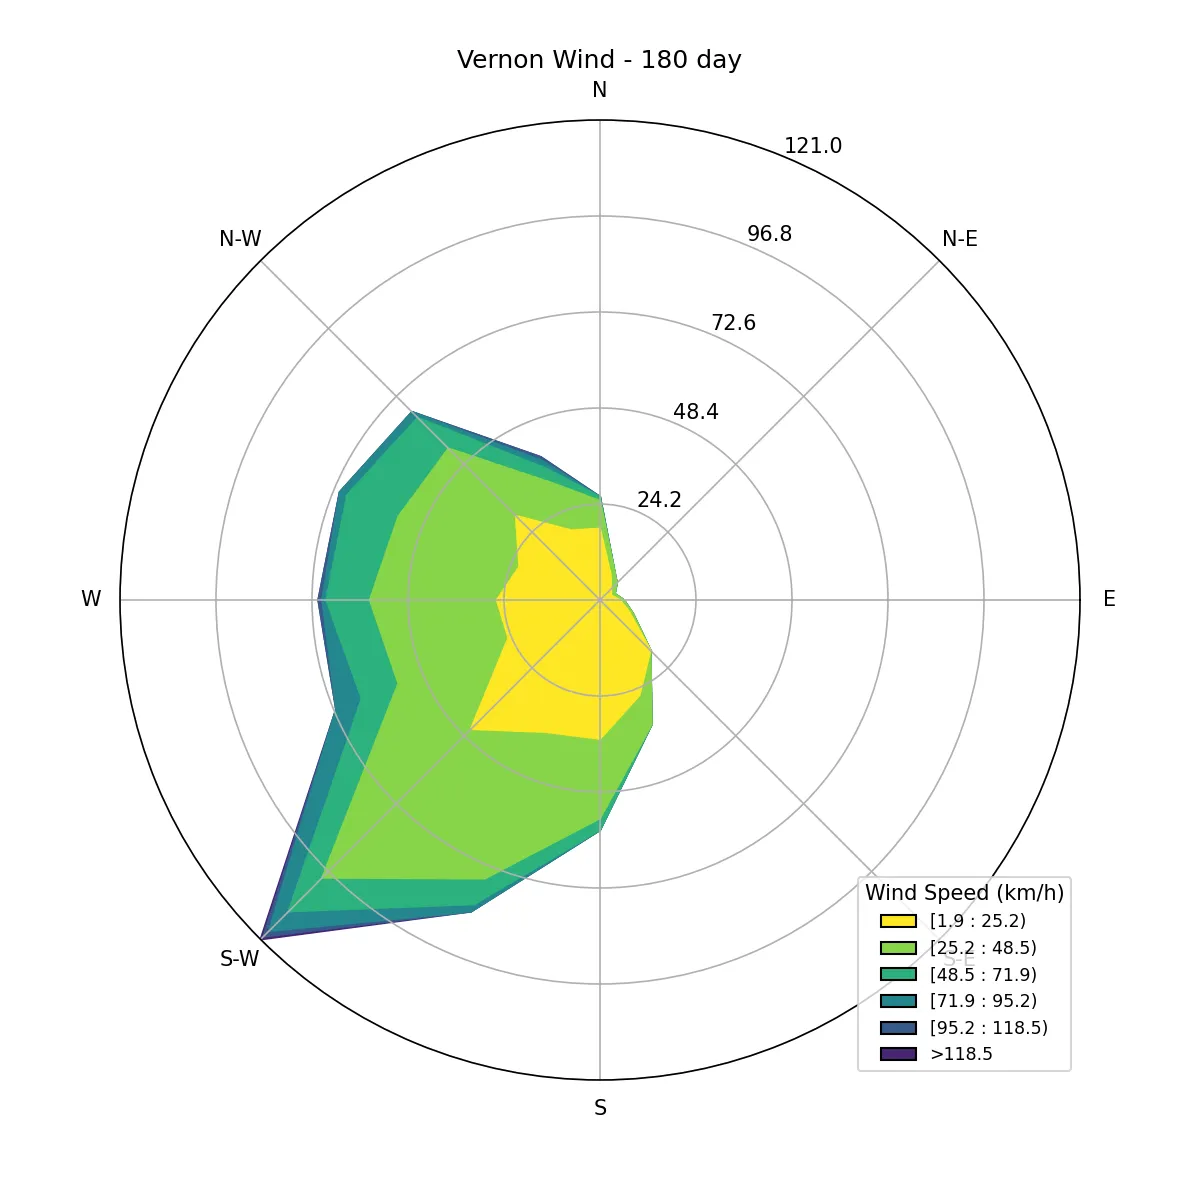 Vernon Wind - 180 day
N
121.0
N-W
96.8
N-E
72.6
48.4
24.2
W
E
S-W
S-E
S
Wind Speed (km/h)
[1.9 : 25.2)
[25.2 : 48.5)
[48.5 : 71.9)
[71.9 : 95.2)
[95.2 : 118.5)
>118.5